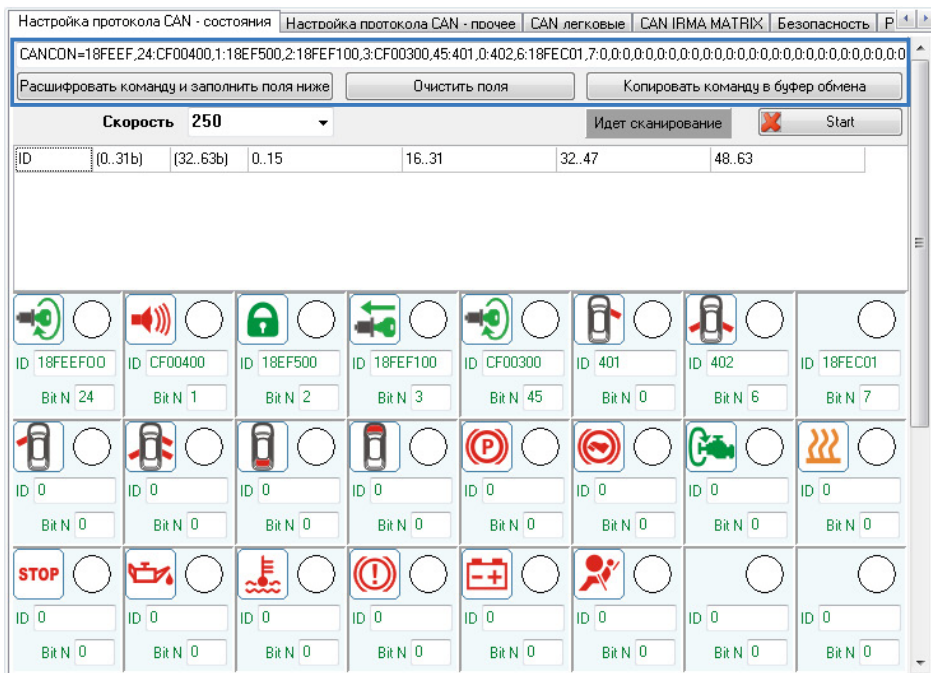 Настройка протокола CAN - состояния Настройка протокола CAN - прочее CAN легковые CAN IRMA MATRIX Безопасность Р
CANCON=18FEEF,24:CF00400,1:18EF500,2:18FEF100,3:CF00300,45:401,0:402,6:18FEC01,7:0,0:0,0:0,0:0,0:0,0:0,0:0,0:0,0:0,0:0,0:0,0:0,0:0,0:0,0:0
Расшифровать команду и заполнить поля ниже Очистить поля Копировать команду в буфер обмена
Скорость 250 Идет сканирование Start
ID (0..31b) (32..63b) 0..15 16..31 32..47 48..63
ID 18FEEFOO ID CF00400 ID 18EF500 ID 18FEF100 ID CF00300 ID 401 ID 402 ID 18FEC01
Bit N 24 Bit N 1 Bit N 2 Bit N 3 Bit N 45 Bit N 0 Bit N 6 Bit N 7
P
ID 0 ID 0 ID 0 ID 0 ID 0 ID 0 ID 0 ID 0
Bit N 0 Bit N 0 Bit N 0 Bit N 0 Bit N 0 Bit N 0 Bit N 0 Bit N 0
STOP
ID 0 ID 0 ID 0 ID 0 ID 0 ID 0 ID 0 ID 0
Bit N 0 Bit N 0 Bit N 0 Bit N 0 Bit N 0 Bit N 0 Bit N 0 Bit N 0